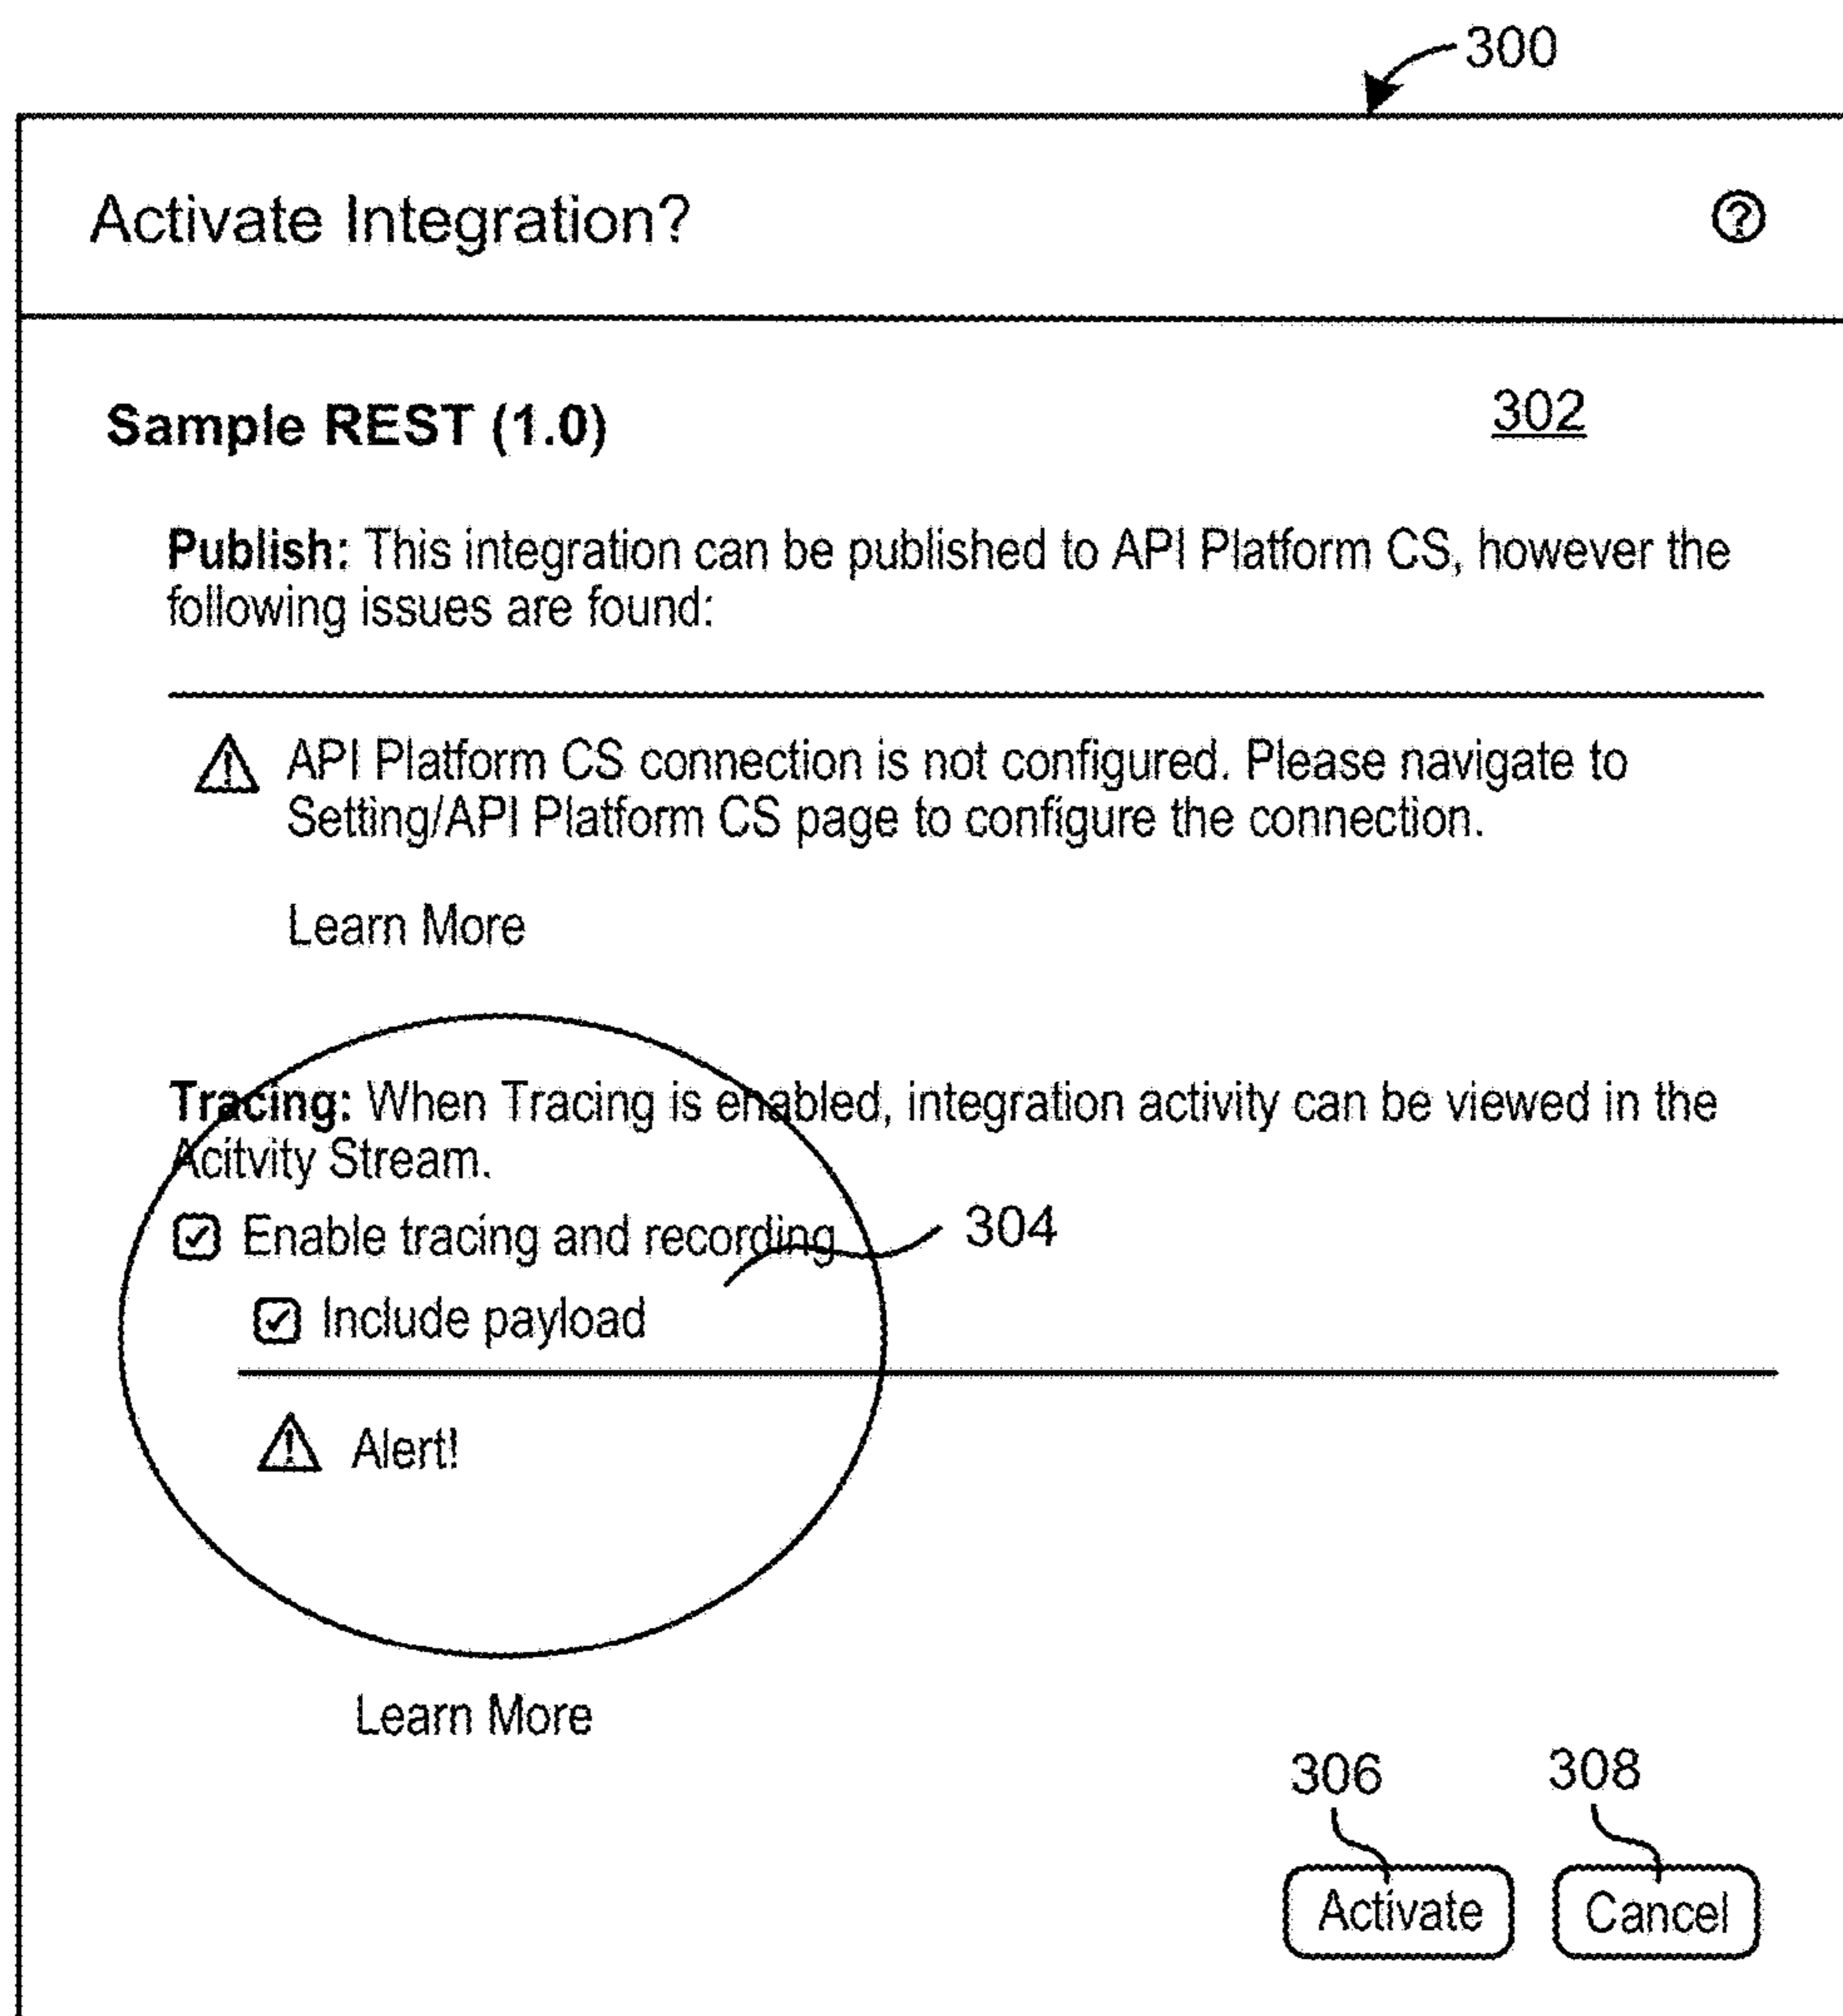 300
Activate Integration?
?
Sample REST (1.0)
302
Publish: This integration can be published to API Platform CS, however the
following issues are found:
API Platform CS connection is not configured. Please navigate to
Setting/API Platform CS page to configure the connection.
Learn More
Tracing: When Tracing is enabled, integration activity can be viewed in the
Acitvity Stream.
Enable tracing and recording
304
Include payload
Alert!
Learn More
306
308
Activate
Cancel